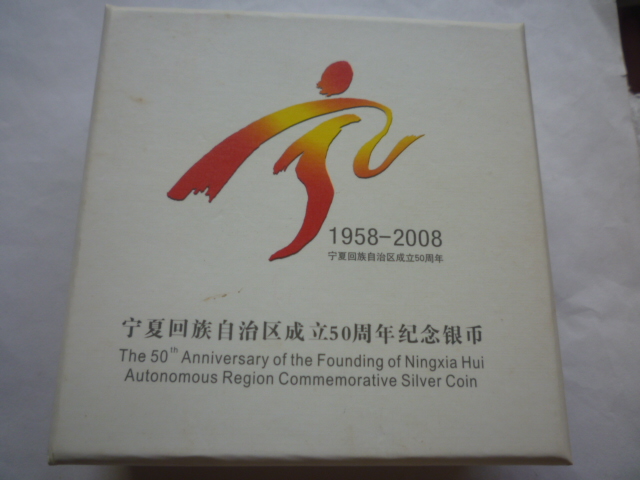 1958-2008
宁夏回族自治区成立50周年
宁夏回族自治区成立50周年纪念银币
The 50th Anniversary of the Founding of Ningxia Hui
Autonomous Region Commemorative Silver Coin